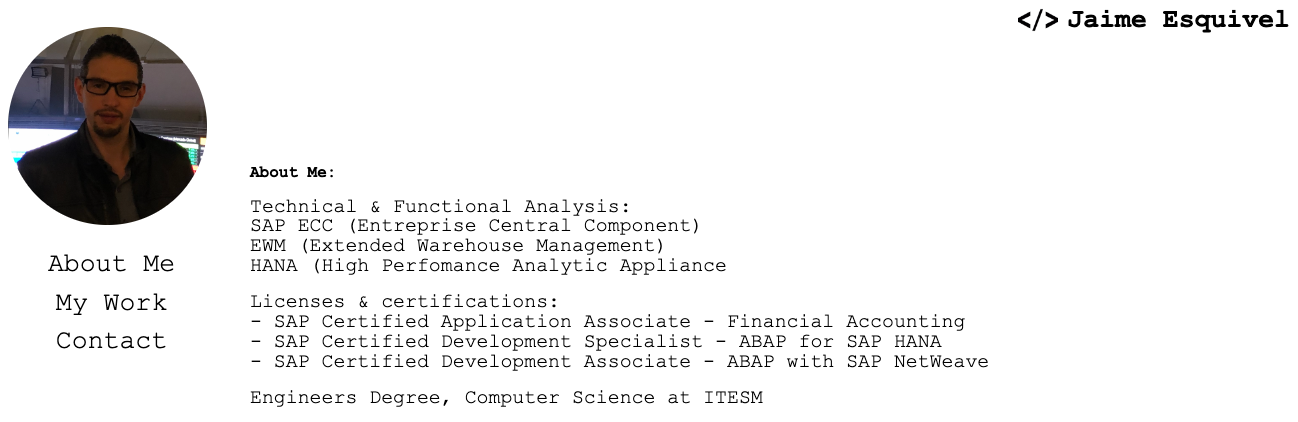 </> Jaime Esquivel
About Me
My Work
Contact
About Me:
Technical & Functional Analysis:
SAP ECC (Entreprise Central Component)
EWM (Extended Warehouse Management)
HANA (High Perfomance Analytic Appliance
Licenses & certifications:
- SAP Certified Application Associate - Financial Accounting
- SAP Certified Development Specialist - ABAP for SAP HANA
- SAP Certified Development Associate - ABAP with SAP NetWeave
Engineers Degree, Computer Science at ITESM